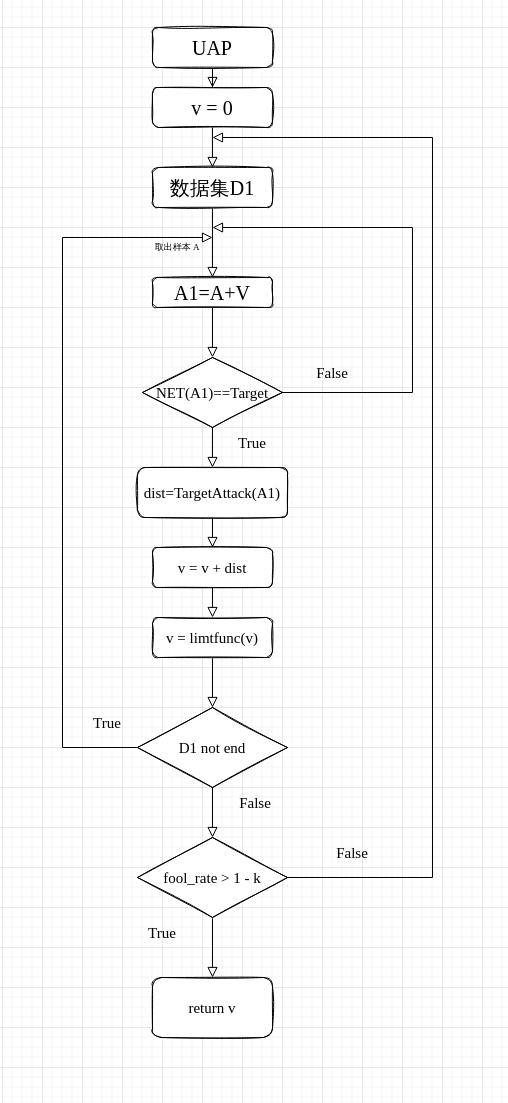 UAP
v = 0
数据集D1
取出样本 A
A1=A+V
NET(A1)==Target
False
True
dist=TargetAttack(A1)
v = v + dist
v = limtfunc(v)
True
D1 not end
False
fool_rate > 1 - k
False
True
return v